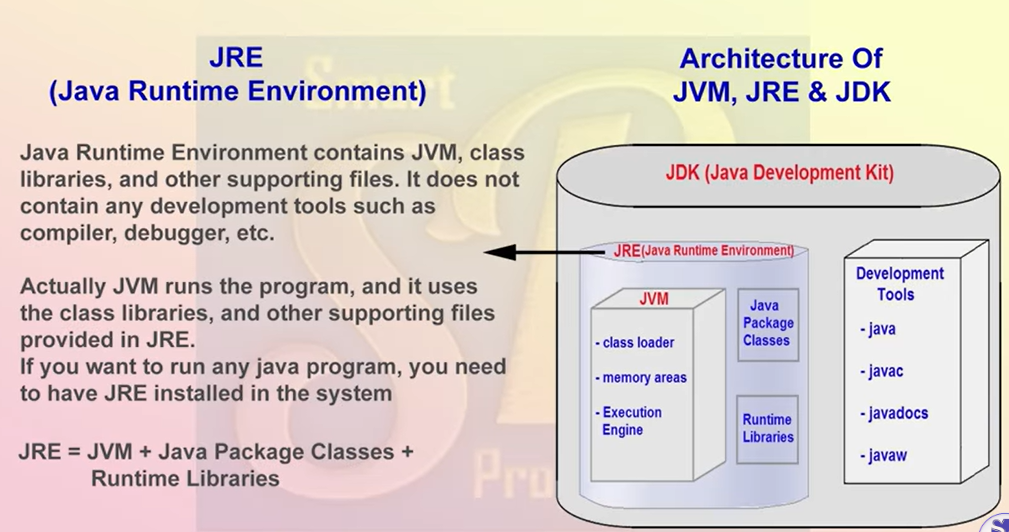 JRE
(Java Runtime Environment)
Java Runtime Environment contains JVM, class
libraries, and other supporting files. It does not
contain any development tools such as
compiler, debugger, etc.
Actually JVM runs the program, and it uses
the class libraries, and other supporting files
provided in JRE.
If you want to run any java program, you need
to have JRE installed in the system
JRE = JVM + Java Package Classes +
Runtime Libraries
Architecture Of
JVM, JRE & JDK
JDK (Java Development Kit)
JRE(Java Runtime Environment)
JVM
- class loader
- memory areas
- Execution
Engine
Java
Package
Classes
Runtime
Libraries
Development
Tools
- java
- javac
- javadocs
- javaw
Smart